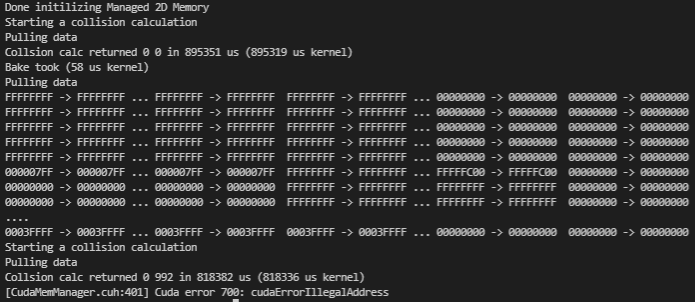 Done initilizing Managed 2D Memory
Starting a collision calculation
Pulling data
Collsion calc returned 0 0 in 895351 us (895319 us kernel)
Bake took (58 us kernel)
Pulling data
FFFFFFFF -> FFFFFFFF ... FFFFFFFF -> FFFFFFFF  FFFFFFFF -> FFFFFFFF ... 00000000 -> 00000000  00000000 -> 00000000
FFFFFFFF -> FFFFFFFF ... FFFFFFFF -> FFFFFFFF  FFFFFFFF -> FFFFFFFF ... 00000000 -> 00000000  00000000 -> 00000000
FFFFFFFF -> FFFFFFFF ... FFFFFFFF -> FFFFFFFF  FFFFFFFF -> FFFFFFFF ... 00000000 -> 00000000  00000000 -> 00000000
FFFFFFFF -> FFFFFFFF ... FFFFFFFF -> FFFFFFFF  FFFFFFFF -> FFFFFFFF ... 00000000 -> 00000000  00000000 -> 00000000
FFFFFFFF -> FFFFFFFF ... FFFFFFFF -> FFFFFFFF  FFFFFFFF -> FFFFFFFF ... 00000000 -> 00000000  00000000 -> 00000000
000007FF -> 000007FF ... 000007FF -> 000007FF  FFFFFFFF -> FFFFFFFF ... FFFFFC00 -> FFFFFC00  00000000 -> 00000000
00000000 -> 00000000 ... 00000000 -> 00000000  FFFFFFFF -> FFFFFFFF ... FFFFFFFF -> FFFFFFFF  00000000 -> 00000000
00000000 -> 00000000 ... 00000000 -> 00000000  FFFFFFFF -> FFFFFFFF ... FFFFFFFF -> FFFFFFFF  00000000 -> 00000000
....
0003FFFF -> 0003FFFF ... 0003FFFF -> 0003FFFF  0003FFFF -> 0003FFFF ... 00000000 -> 00000000  00000000 -> 00000000
Starting a collision calculation
Pulling data
Collsion calc returned 0 992 in 818382 us (818336 us kernel)
[CudaMemManager.cuh:401] Cuda error 700: cudaErrorIllegalAddress